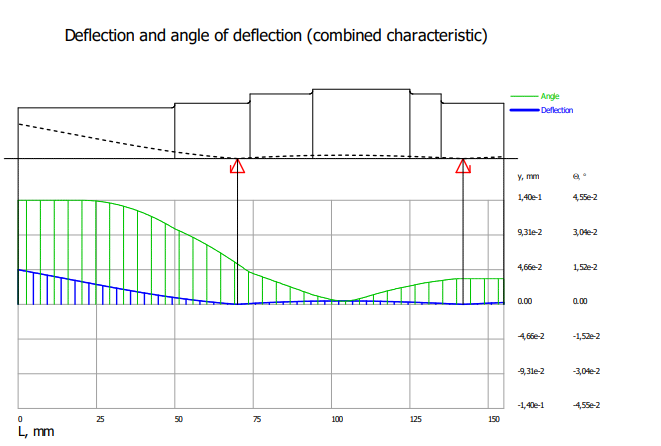 Deflection and angle of deflection (combined characteristic)
Angle
Deflection
y, mm Θ, °
1,40e-1 4,55e-2
9,31e-2 3,04e-2
4,66e-2 1,52e-2
0.00 0.00
-4,66e-2 -1,52e-2
-9,31e-2 -3,04e-2
-1,40e-1 -4,55e-2
0 25 50 75 100 125 150
L, mm